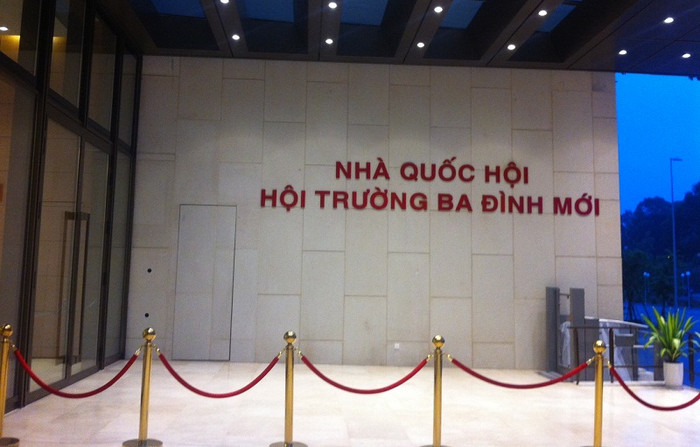 NHÀ QUỐC HỘI
HỘI TRƯỜNG BA ĐÌNH MỚI